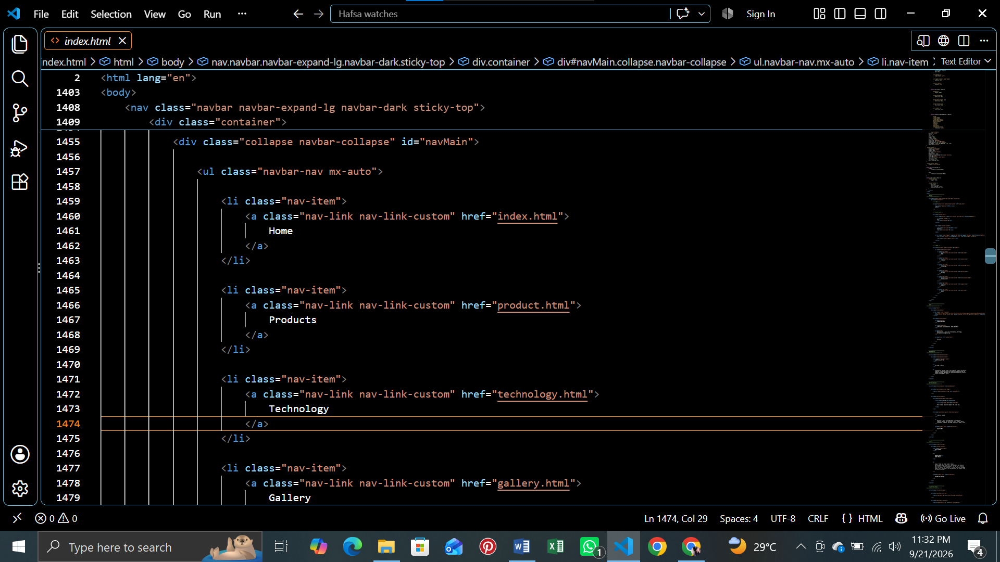 File Edit Selection View Go Run ··· Hafsa watches Sign In
index.html
ndex.html > html > body > nav.navbar.navbar-expand-lg.navbar-dark.sticky-top > div.container > div#navMain.collapse.navbar-collapse > ul.navbar-nav.mx-auto > li.nav-item Text Editor
2 <html lang="en">
1403 <body>
1408 <nav class="navbar navbar-expand-lg navbar-dark sticky-top">
1409 <div class="container">
1455 <div class="collapse navbar-collapse" id="navMain">
1456
1457 <ul class="navbar-nav mx-auto">
1458
1459 <li class="nav-item">
1460 <a class="nav-link nav-link-custom" href="index.html">
1461 Home
1462 </a>
1463 </li>
1464
1465 <li class="nav-item">
1466 <a class="nav-link nav-link-custom" href="product.html">
1467 Products
1468 </a>
1469 </li>
1470
1471 <li class="nav-item">
1472 <a class="nav-link nav-link-custom" href="technology.html">
1473 Technology
1474 </a>
1475 </li>
1476
1477 <li class="nav-item">
1478 <a class="nav-link nav-link-custom" href="gallery.html">
1479 Gallery
0 0 Ln 1474, Col 29 Spaces: 4 UTF-8 CRLF {} HTML Go Live
Type here to search 1 29°C 11:32 PM
9/21/2026 4